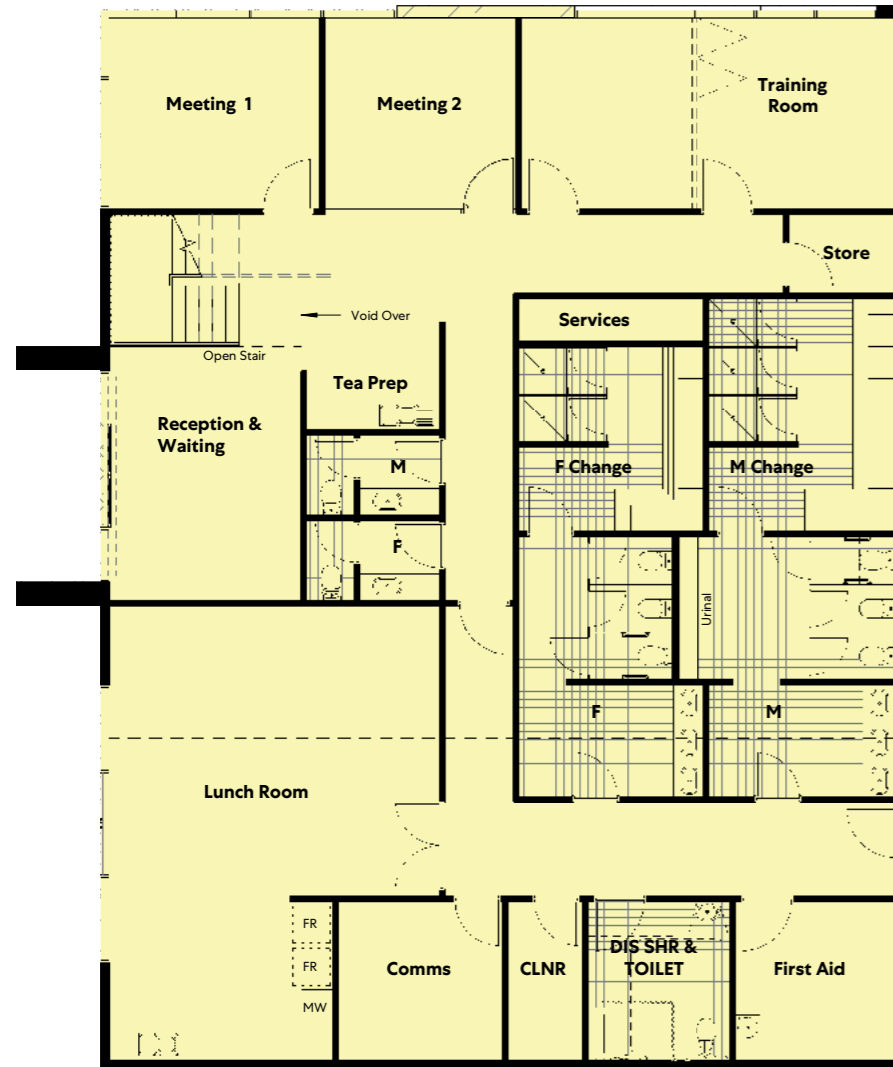 Meeting 1
Meeting 2
Training
Room
Store
Void Over
Services
Open Stair
Tea Prep
Reception &
Waiting
M
F Change
M Change
F
Urinal
F
M
Lunch Room
FR
FR
MW
Comms
CLNR
DIS SHR &
TOILET
First Aid